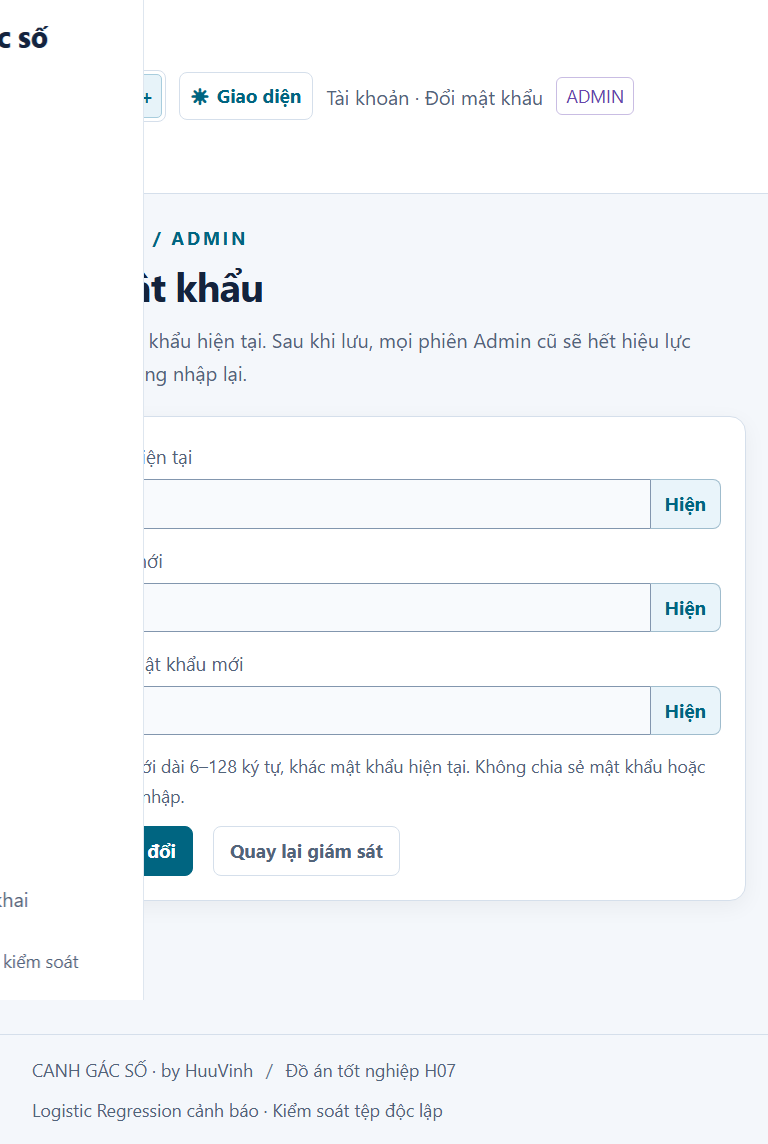 c số
+ Giao diện Tài khoản · Đổi mật khẩu ADMIN
/ ADMIN
ật khẩu
khẩu hiện tại. Sau khi lưu, mọi phiên Admin cũ sẽ hết hiệu lực
ng nhập lại.
iện tại
Hiện
ới
Hiện
ật khẩu mới
Hiện
ới dài 6–128 ký tự, khác mật khẩu hiện tại. Không chia sẻ mật khẩu hoặc
nhập.
đổi Quay lại giám sát
khai
kiểm soát
CANH GÁC SỐ · by HuuVinh / Đồ án tốt nghiệp H07
Logistic Regression cảnh báo · Kiểm soát tệp độc lập